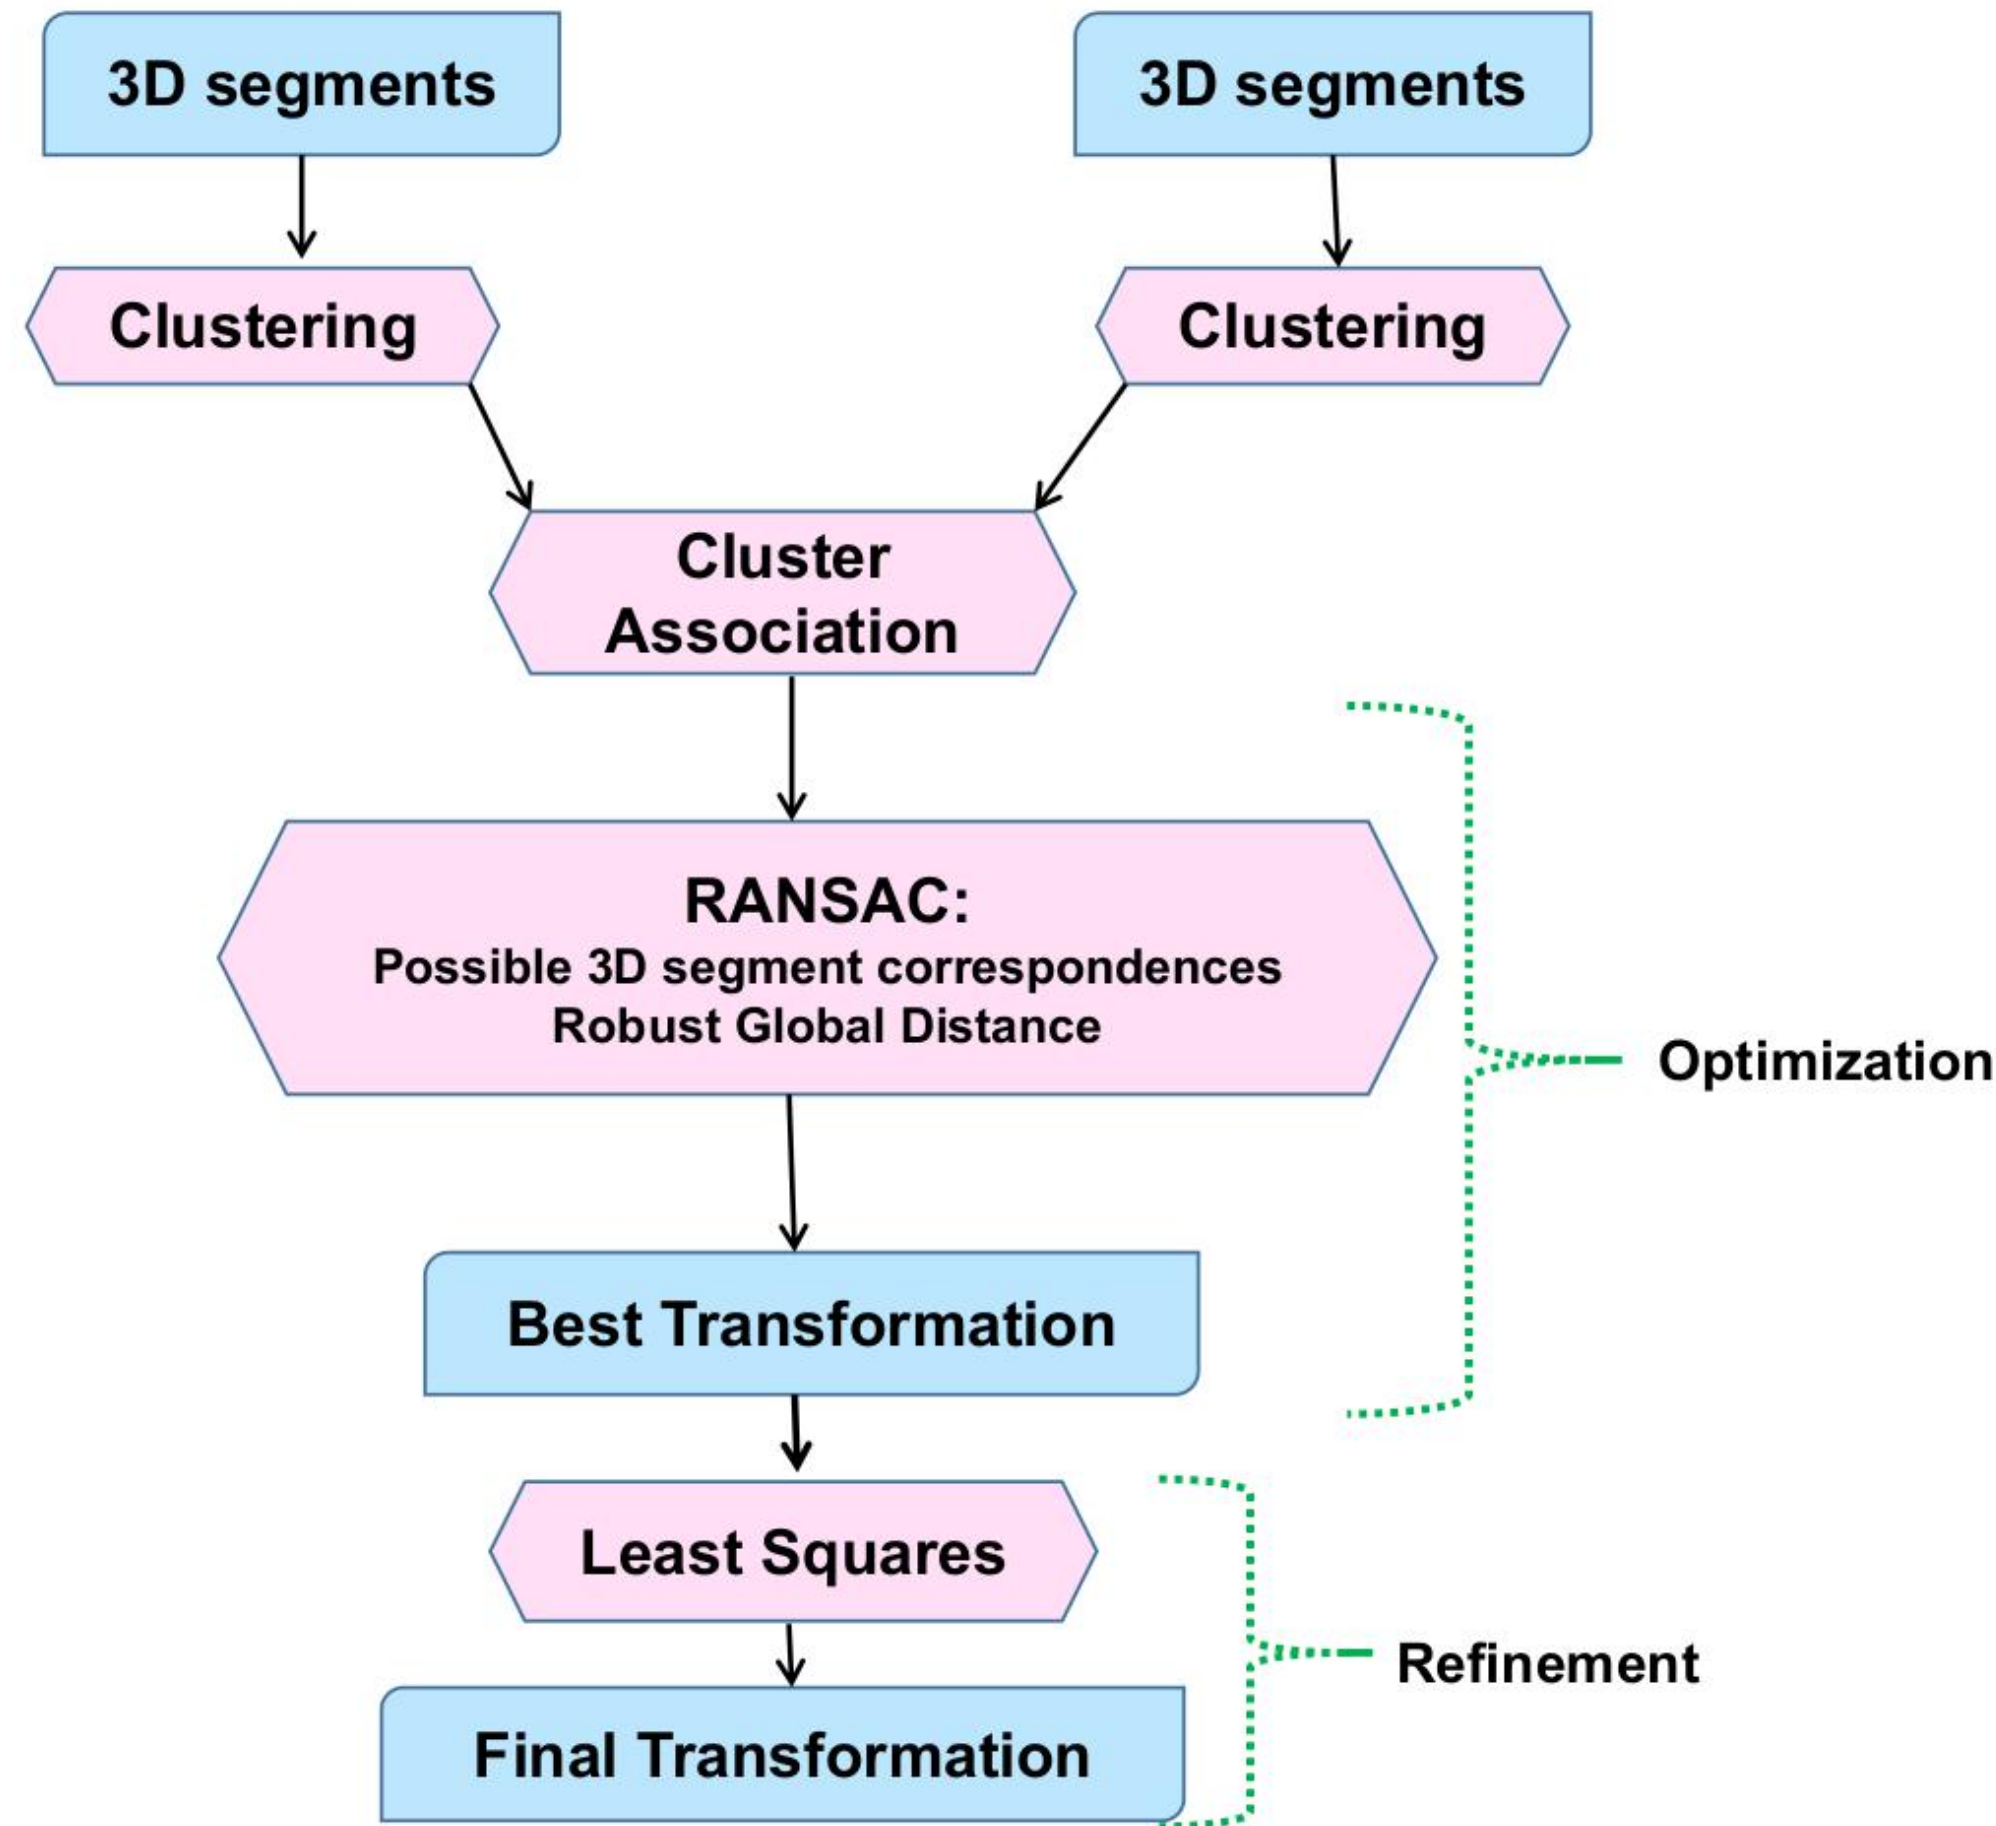 3D segments
3D segments
Clustering
Clustering
Cluster
Association
RANSAC:
Possible 3D segment correspondences
Robust Global Distance
Optimization
Best Transformation
Least Squares
Refinement
Final Transformation